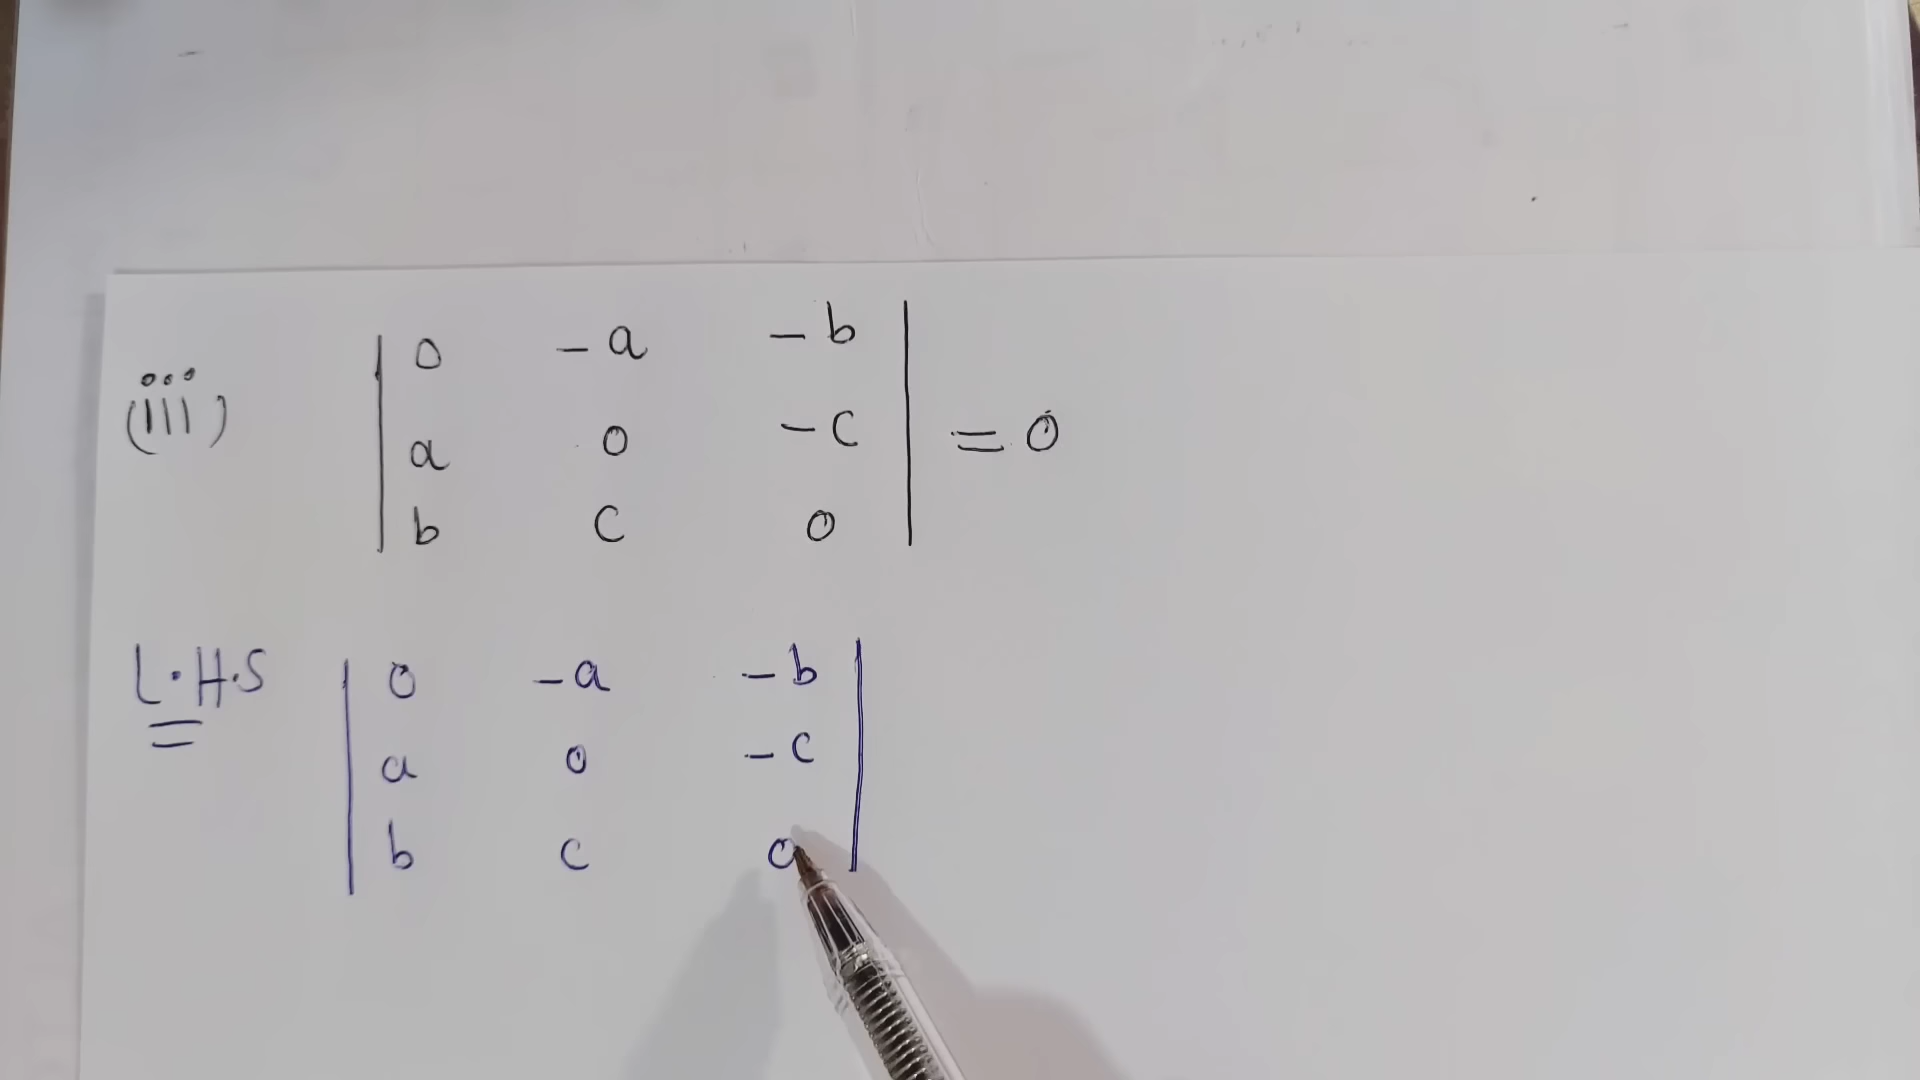 (iii) | 0 -a -b |
| a 0 -c | = 0
| b c 0 |
L.H.S | 0 -a -b |
| a 0 -c |
| b c 0 |